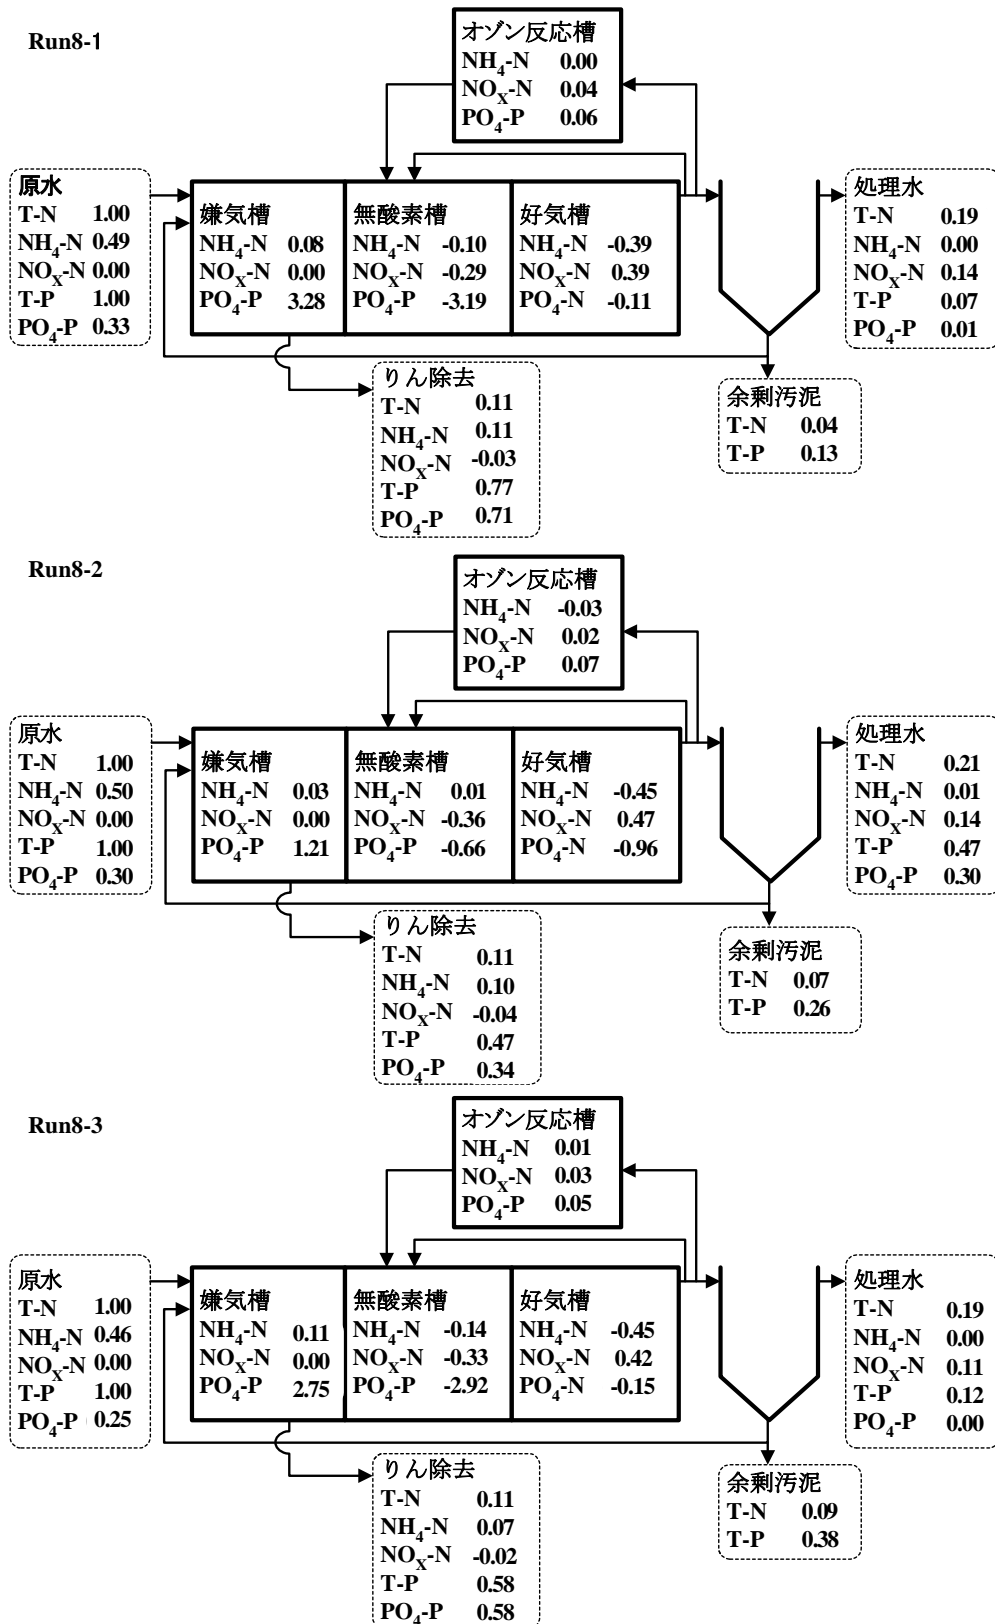 Run8-1
オゾン反応槽
NH4-N 0.00
NOX-N 0.04
PO4-P 0.06
原水
T-N 1.00
NH4-N 0.49
NOX-N 0.00
T-P 1.00
PO4-P 0.33
嫌気槽
NH4-N 0.08
NOX-N 0.00
PO4-P 3.28
無酸素槽
NH4-N -0.10
NOX-N -0.29
PO4-P -3.19
好気槽
NH4-N -0.39
NOX-N 0.39
PO4-N -0.11
処理水
T-N 0.19
NH4-N 0.00
NOX-N 0.14
T-P 0.07
PO4-P 0.01
りん除去
T-N 0.11
NH4-N 0.11
NOX-N -0.03
T-P 0.77
PO4-P 0.71
余剰汚泥
T-N 0.04
T-P 0.13
Run8-2
オゾン反応槽
NH4-N -0.03
NOX-N 0.02
PO4-P 0.07
原水
T-N 1.00
NH4-N 0.50
NOX-N 0.00
T-P 1.00
PO4-P 0.30
嫌気槽
NH4-N 0.03
NOX-N 0.00
PO4-P 1.21
無酸素槽
NH4-N 0.01
NOX-N -0.36
PO4-P -0.66
好気槽
NH4-N -0.45
NOX-N 0.47
PO4-N -0.96
処理水
T-N 0.21
NH4-N 0.01
NOX-N 0.14
T-P 0.47
PO4-P 0.30
りん除去
T-N 0.11
NH4-N 0.10
NOX-N -0.04
T-P 0.47
PO4-P 0.34
余剰汚泥
T-N 0.07
T-P 0.26
Run8-3
オゾン反応槽
NH4-N 0.01
NOX-N 0.03
PO4-P 0.05
原水
T-N 1.00
NH4-N 0.46
NOX-N 0.00
T-P 1.00
PO4-P 0.25
嫌気槽
NH4-N 0.11
NOX-N 0.00
PO4-P 2.75
無酸素槽
NH4-N -0.14
NOX-N -0.33
PO4-P -2.92
好気槽
NH4-N -0.45
NOX-N 0.42
PO4-N -0.15
処理水
T-N 0.19
NH4-N 0.00
NOX-N 0.11
T-P 0.12
PO4-P 0.00
りん除去
T-N 0.11
NH4-N 0.07
NOX-N -0.02
T-P 0.58
PO4-P 0.58
余剰汚泥
T-N 0.09
T-P 0.38